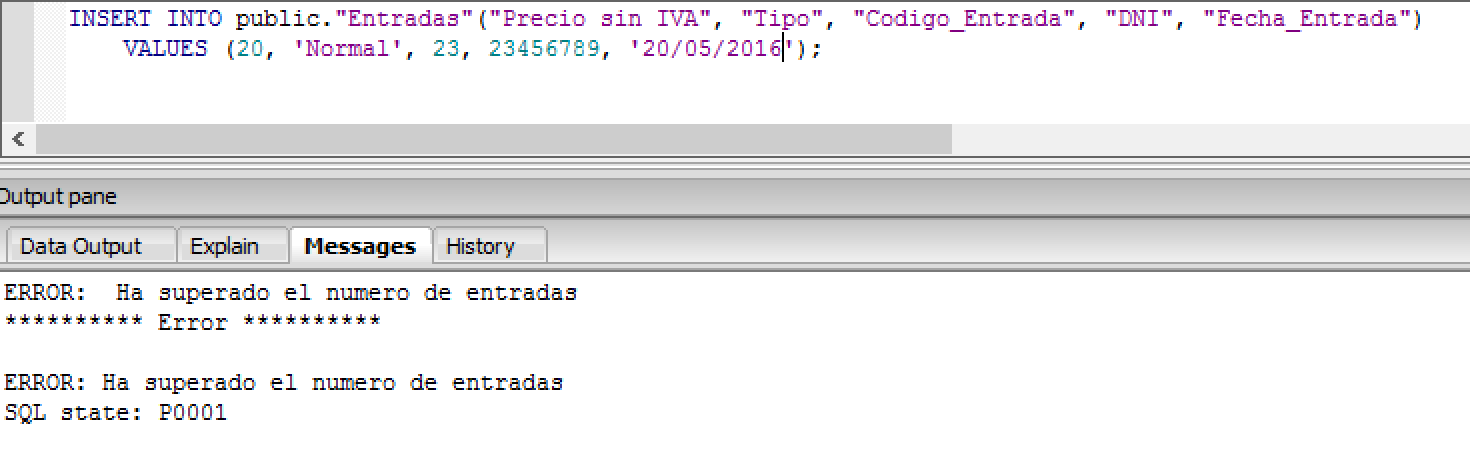 INSERT INTO public."Entradas"("Precio sin IVA", "Tipo", "Codigo_Entrada", "DNI", "Fecha_Entrada")
VALUES (20, 'Normal', 23, 23456789, '20/05/2016');
Output pane
Data Output Explain Messages History
ERROR:  Ha superado el numero de entradas
********** Error **********
ERROR: Ha superado el numero de entradas
SQL state: P0001